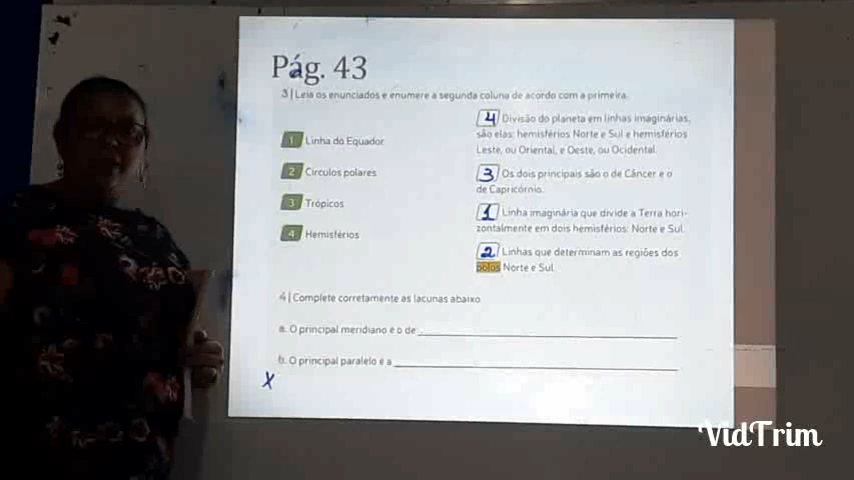 Pág. 43
3| Leia os enunciados e enumere a segunda coluna de acordo com a primeira.
1 Linha do Equador
2 Círculos polares
3 Trópicos
4 Hemisférios
4 Divisão do planeta em linhas imaginárias,
são elas: hemisférios Norte e Sul e hemisférios
Leste, ou Oriental, e Oeste, ou Ocidental.
3 Os dois principais são o de Câncer e o
de Capricórnio.
1 Linha imaginária que divide a Terra hori-
zontalmente em dois hemisférios: Norte e Sul.
2 Linhas que determinam as regiões dos
polos Norte e Sul.
4| Complete corretamente as lacunas abaixo
a. O principal meridiano é o de
b. O principal paralelo é a
X
VidTrim